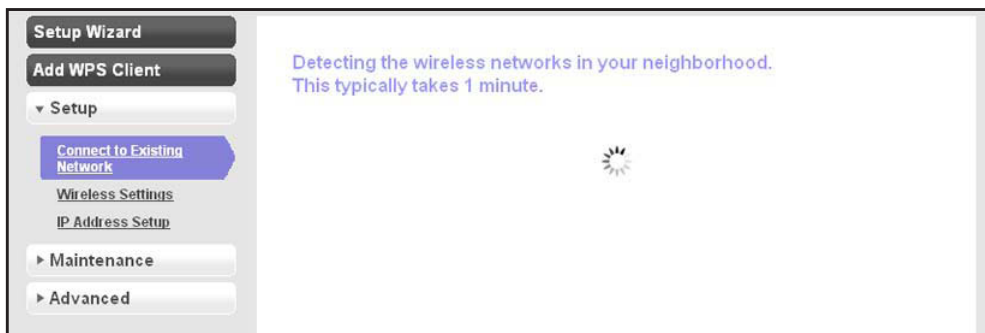 Setup Wizard
Add WPS Client
Setup
Connect to Existing
Network
Wireless Settings
IP Address Setup
Maintenance
Advanced
Detecting the wireless networks in your neighborhood.
This typically takes 1 minute.